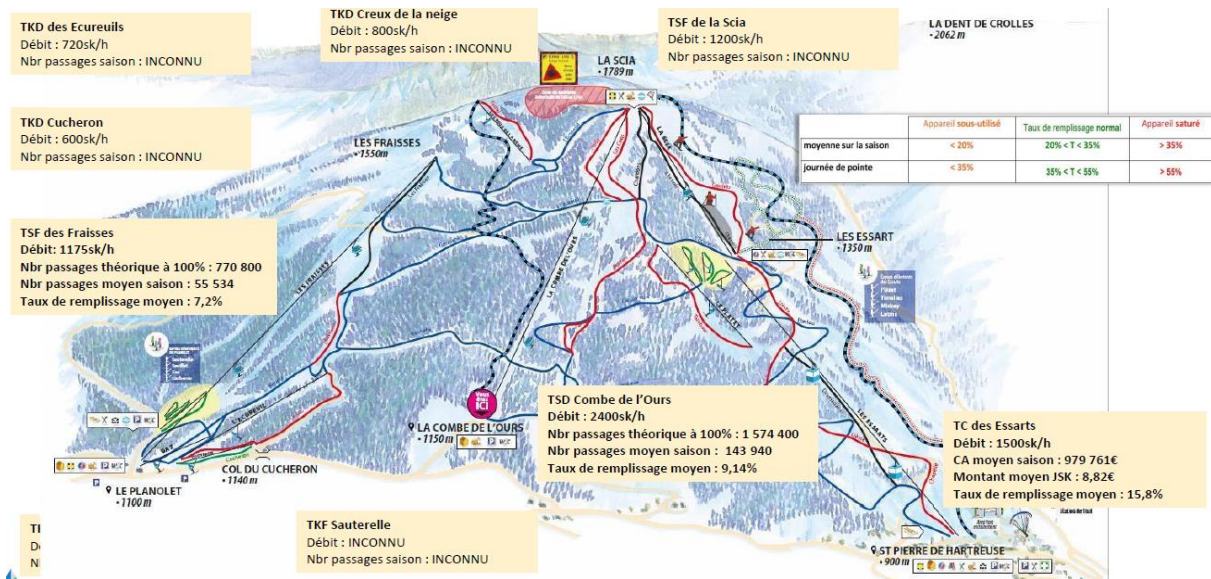 TKD des Ecureuils
Débit : 720sk/h
Nbr passages saison : INCONNU
TKD Creux de la neige
Débit : 800sk/h
Nbr passages saison : INCONNU
TSF de la Scia
Débit : 1200sk/h
Nbr passages saison : INCONNU
LA DENT DE CROLLES
• 2062 m
LA SCIA
• 1789 m
TKD Cucheron
Débit : 600sk/h
Nbr passages saison : INCONNU
LES FRAISSES
• 1550m
Appareil sous-utilisé
Taux de remplissage normal
Appareil saturé
moyenne sur la saison
< 20%
20% < T < 35%
> 35%
journée de pointe
< 35%
35% < T < 55%
> 55%
TSF des Fraisses
Débit: 1175sk/h
Nbr passages théorique à 100% : 770 800
Nbr passages moyen saison : 55 534
Taux de remplissage moyen : 7,2%
LES ESSART
• 1350 m
LA SCIA
LES FRAISSES
LA COMBE DE L'OURS
LES ESSARTS
L'ECUREUIL
Vous
êtes
ICI
LA COMBE DE L'OURS
• 1150 m
COL DU CUCHERON
• 1140 m
LE PLANOLET
• 1100 m
TSD Combe de l'Ours
Débit : 2400sk/h
Nbr passages théorique à 100% : 1 574 400
Nbr passages moyen saison : 143 940
Taux de remplissage moyen : 9,14%
TC des Essarts
Débit : 1500sk/h
CA moyen saison : 979 761€
Montant moyen JSK : 8,82€
Taux de remplissage moyen : 15,8%
TKF Sauterelle
Débit : INCONNU
Nbr passages saison : INCONNU
ST PIERRE DE HARTREUSE
• 900 m